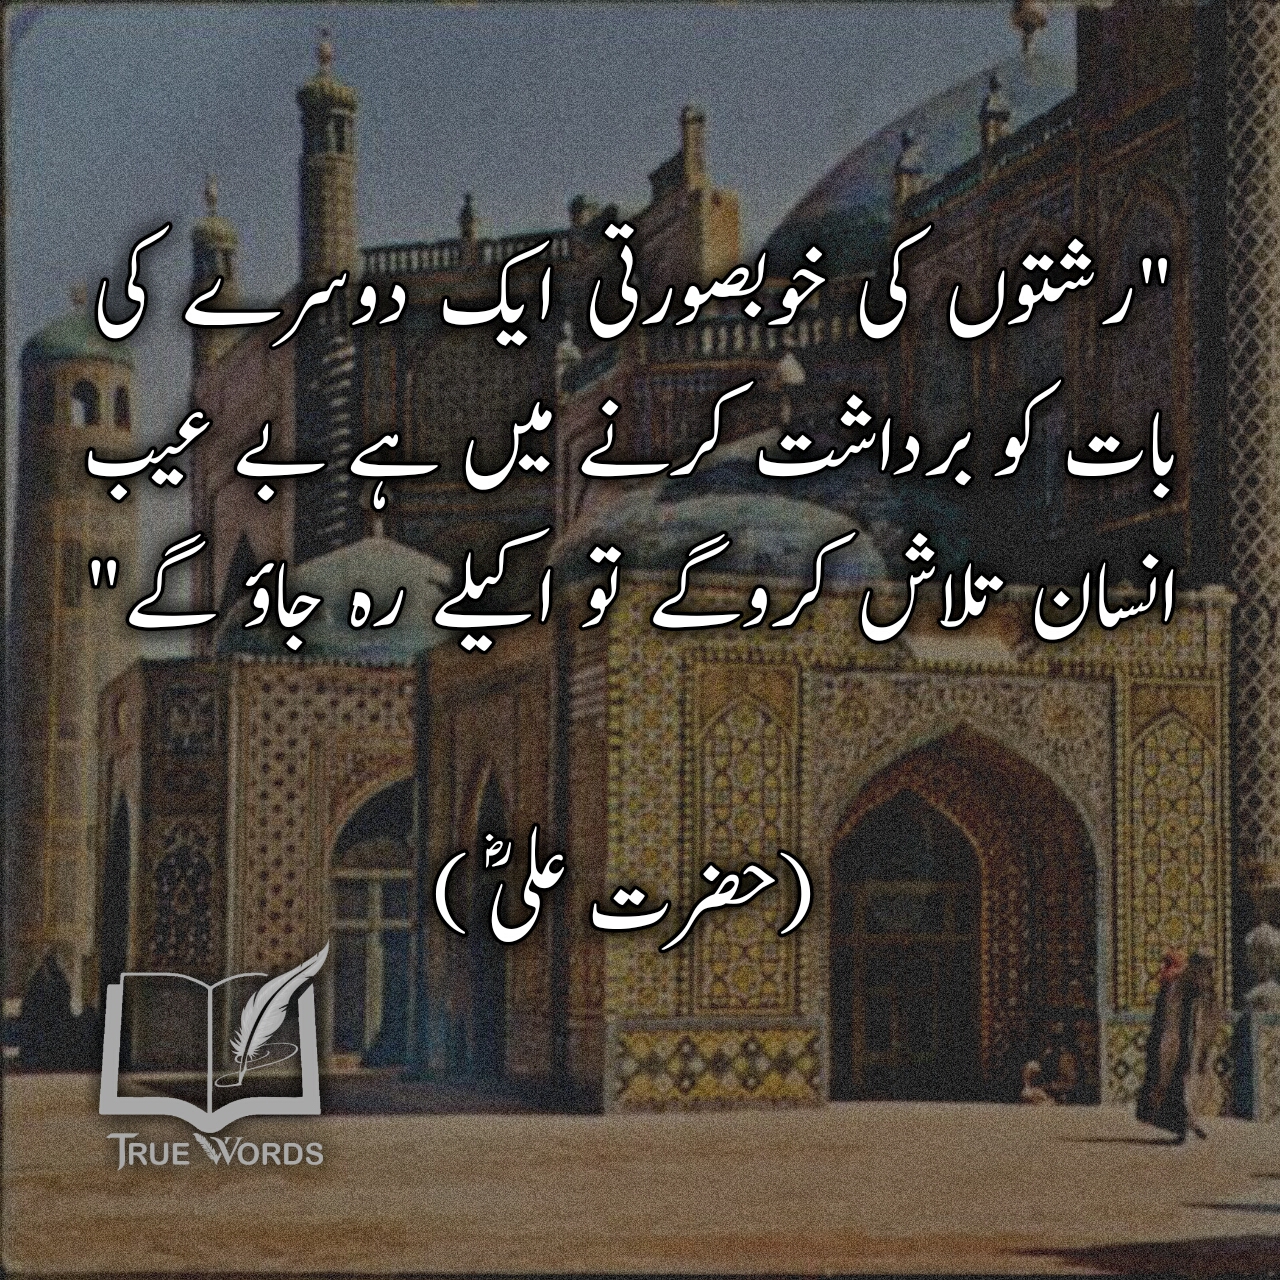 "رشتوں کی خوبصورتی ایک دوسرے کی
بات کو برداشت کرنے میں ہے بے عیب
انسان تلاش کروگے تو اکیلے رہ جاؤ گے"
(حضرت علیؓ)
TRUE WORDS